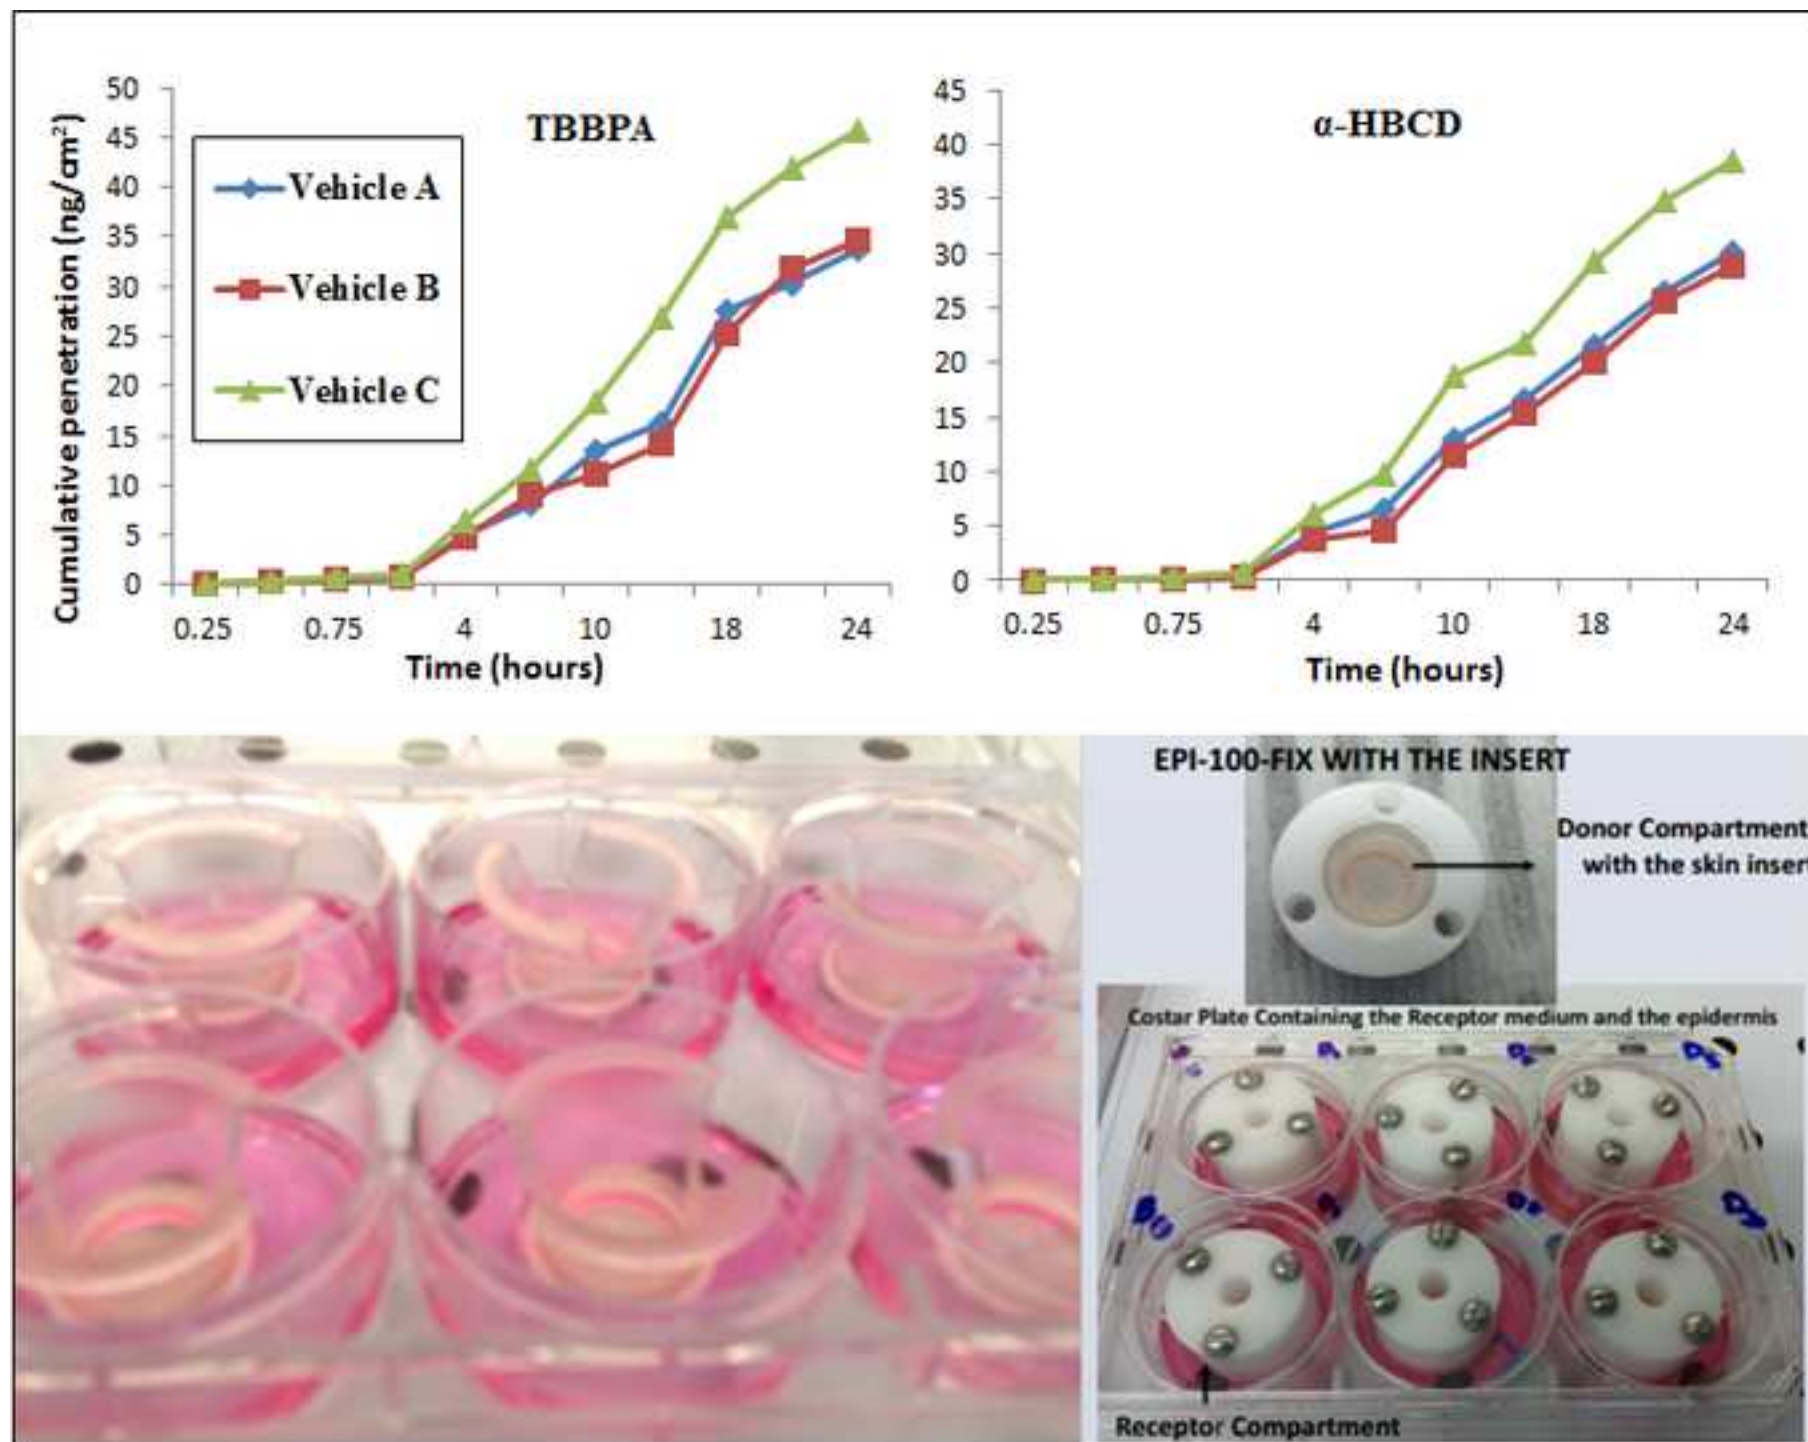 50
45
40
35
30
25
20
15
10
5
0
Cumulative penetration (ng/cm²)
TBBPA
Vehicle A
Vehicle B
Vehicle C
0.25 0.75 4 10 18 24
Time (hours)
45
40
35
30
25
20
15
10
5
0
α-HBCD
0.25 0.75 4 10 18 24
Time (hours)
EPI-100-FIX WITH THE INSERT
Donor Compartment
with the skin insert
Costar Plate Containing the Receptor medium and the epidermis
Receptor Compartment